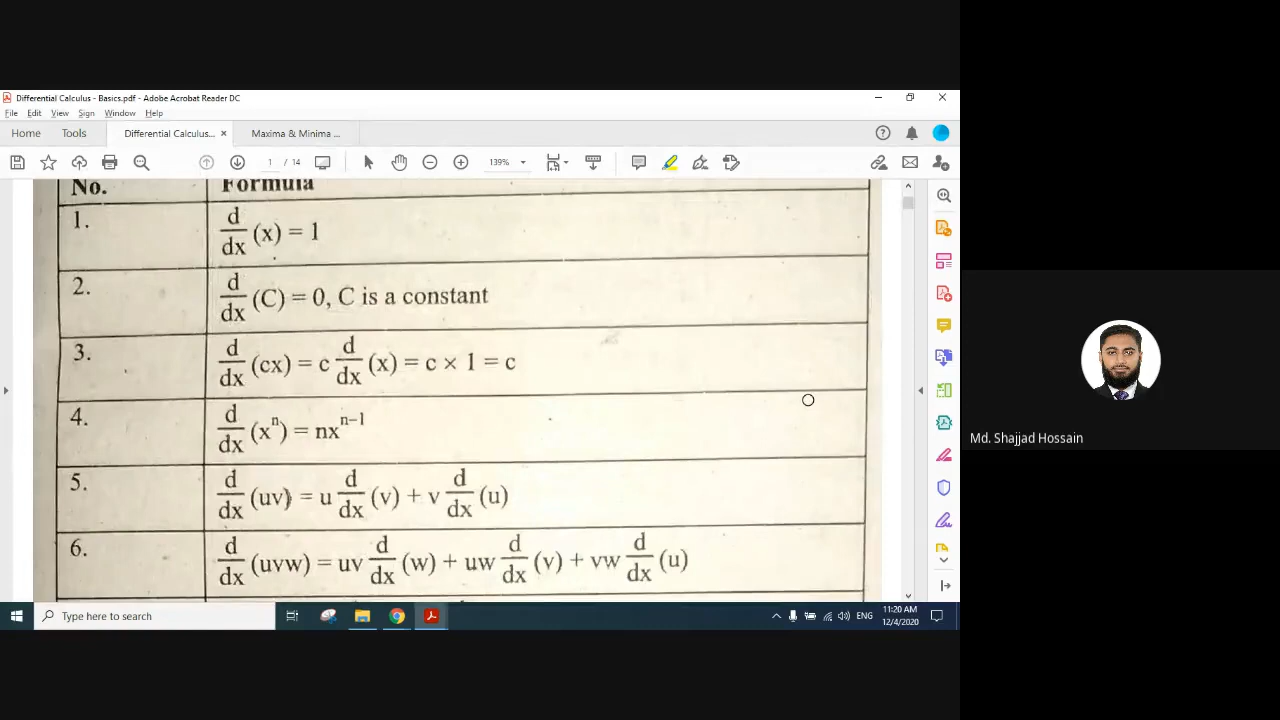 Differential Calculus - Basics.pdf - Adobe Acrobat Reader DC
File Edit View Sign Window Help
Home Tools Differential Calculus... × Maxima & Minima ...
1 / 14 139%
No. Formula
1. d/dx (x) = 1
2. d/dx (C) = 0, C is a constant
3. d/dx (cx) = c d/dx (x) = c × 1 = c
4. d/dx (xⁿ) = nxⁿ⁻¹
5. d/dx (uv) = u d/dx (v) + v d/dx (u)
6. d/dx (uvw) = uv d/dx (w) + uw d/dx (v) + vw d/dx (u)
Md. Shajjad Hossain
Type here to search
ENG
11:20 AM
12/4/2020